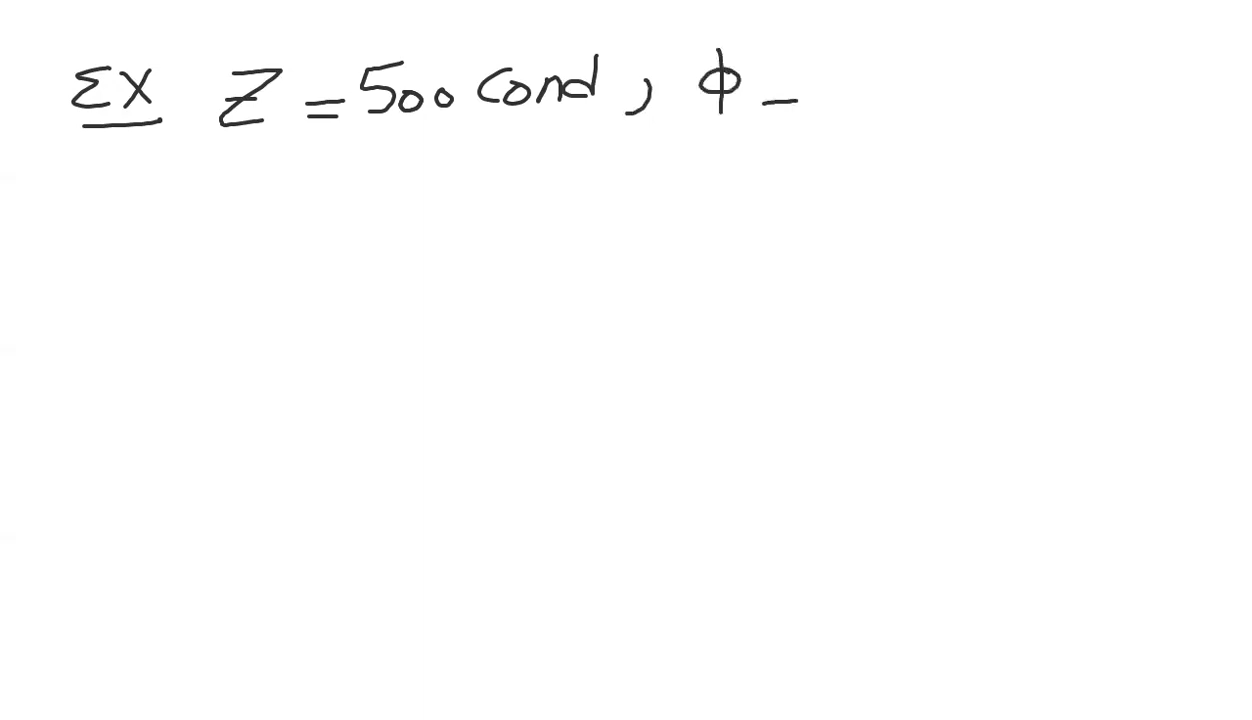 Ex Z = 500 cond, Φ -